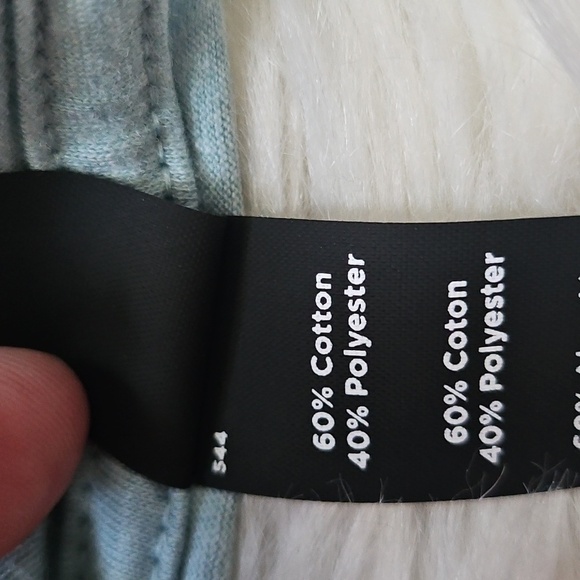 544
60% Cotton
40% Polyester
60% Coton
40% Polyester